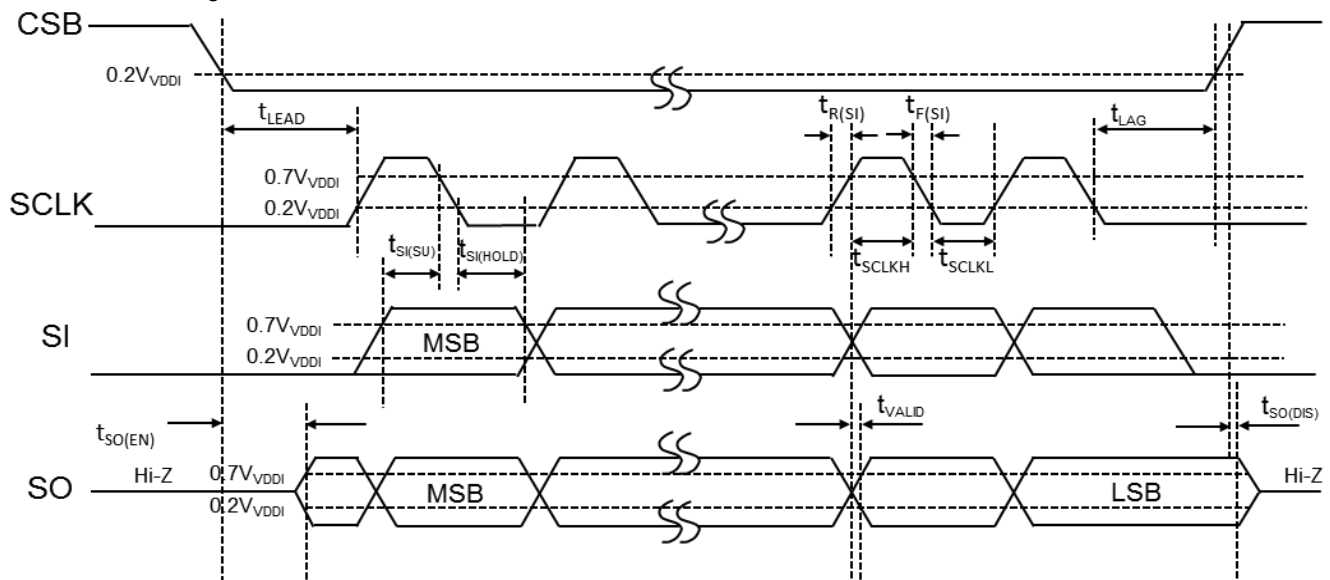 CSB
0.2VVDDI
tLEAD
tR(SI)
tF(SI)
tLAG
SCLK
0.7VVDDI
0.2VVDDI
tSI(SU)
tSI(HOLD)
tSCLKH
tSCLKL
SI
0.7VVDDI
MSB
0.2VVDDI
tSO(EN)
tVALID
tSO(DIS)
SO
Hi-Z
0.7VVDDI
MSB
LSB
Hi-Z
0.2VVDDI